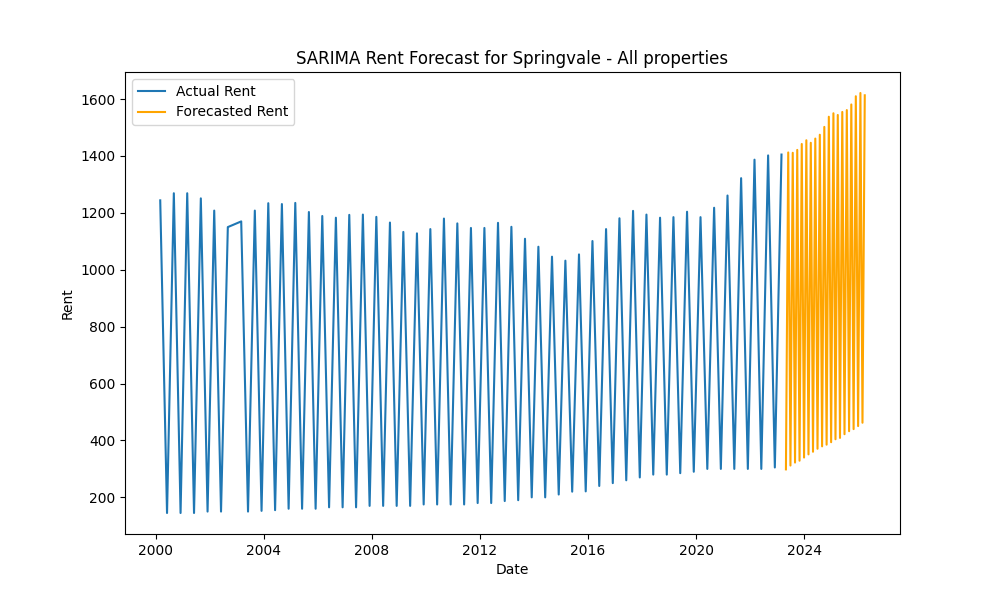 SARIMA Rent Forecast for Springvale - All properties
Actual Rent
Forecasted Rent
1600
1400
1200
1000
800
600
400
200
Rent
2000 2004 2008 2012 2016 2020 2024
Date